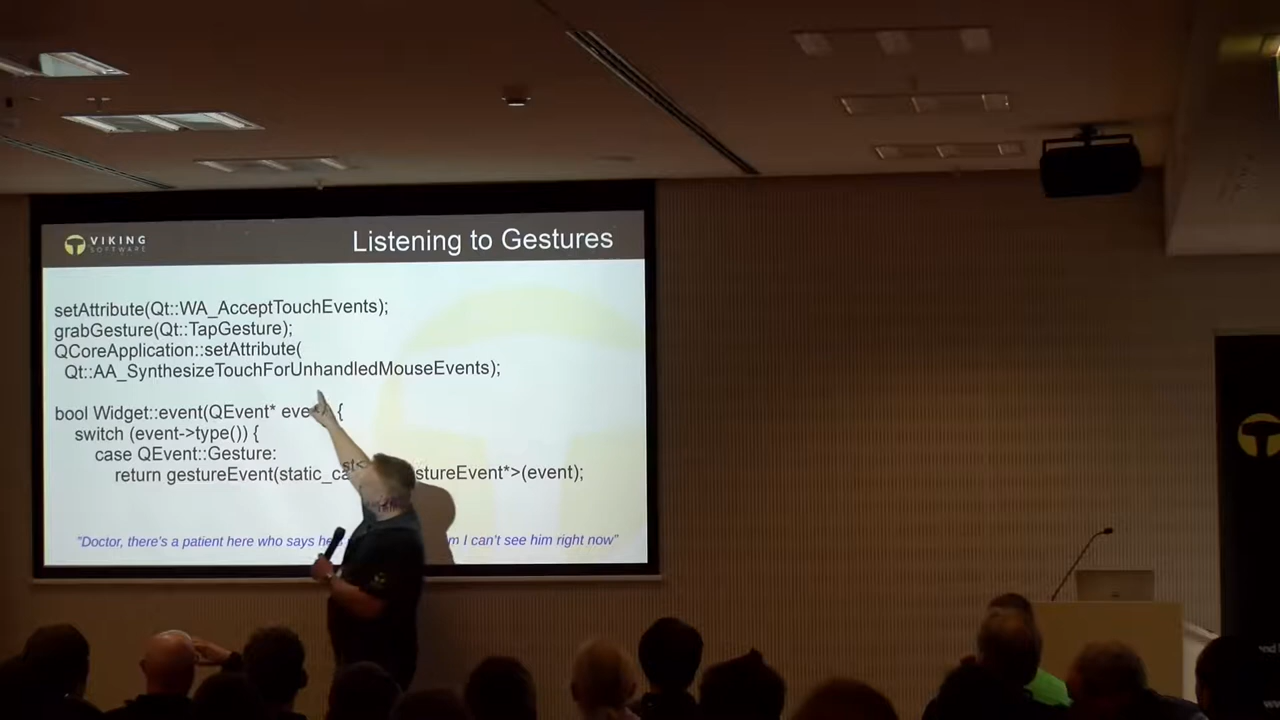 VIKING
SOFTWARE
Listening to Gestures
setAttribute(Qt::WA_AcceptTouchEvents);
grabGesture(Qt::TapGesture);
QCoreApplication::setAttribute(
Qt::AA_SynthesizeTouchForUnhandledMouseEvents);
bool Widget::event(QEvent* eve) {
switch (event->type()) {
case QEvent::Gesture:
return gestureEvent(static_ca st< stureEvent*>(event);
"Doctor, there's a patient here who says he m I can't see him right now"